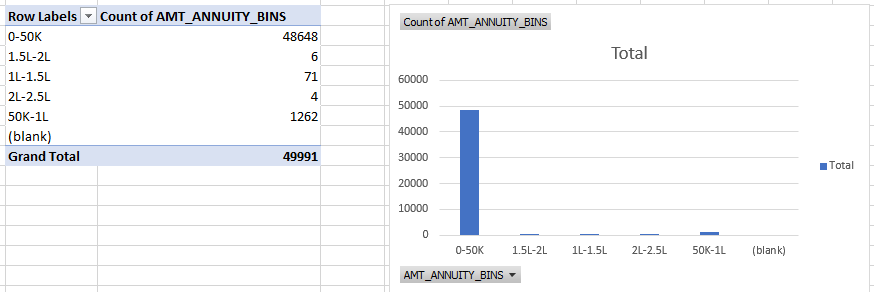 Row Labels Count of AMT_ANNUITY_BINS
0-50K 48648
1.5L-2L 6
1L-1.5L 71
2L-2.5L 4
50K-1L 1262
(blank)
Grand Total 49991
Count of AMT_ANNUITY_BINS
Total
60000
50000
40000
30000
20000
10000
0
0-50K 1.5L-2L 1L-1.5L 2L-2.5L 50K-1L (blank)
Total
AMT_ANNUITY_BINS